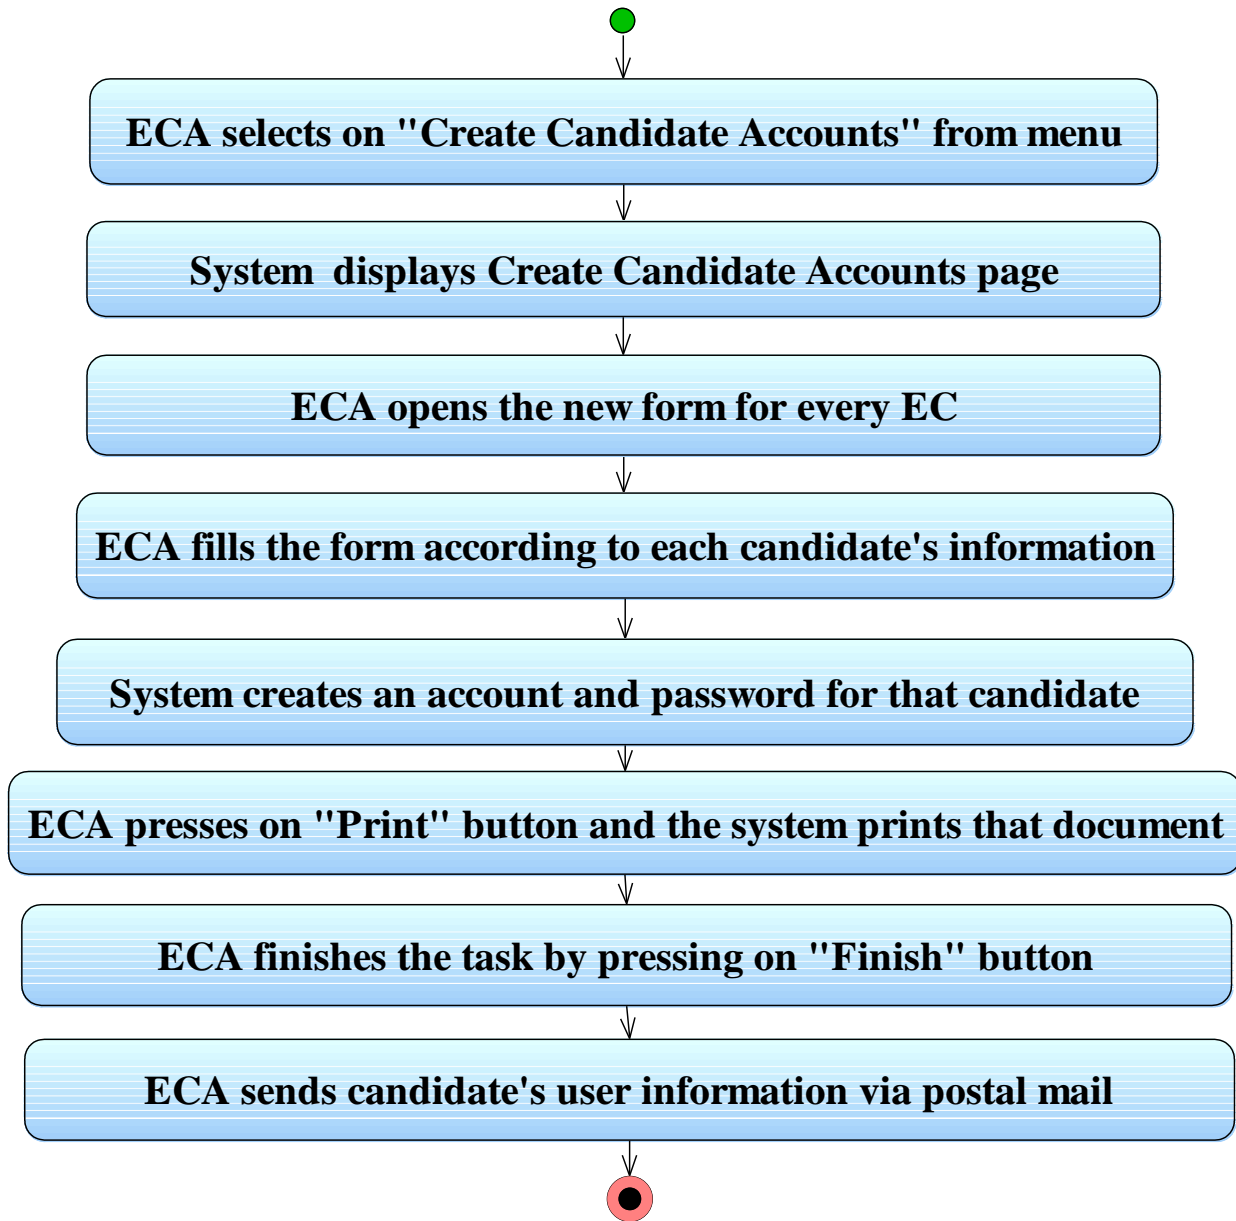 ECA selects on "Create Candidate Accounts" from menu
System displays Create Candidate Accounts page
ECA opens the new form for every EC
ECA fills the form according to each candidate's information
System creates an account and password for that candidate
ECA presses on "Print" button and the system prints that document
ECA finishes the task by pressing on "Finish" button
ECA sends candidate's user information via postal mail